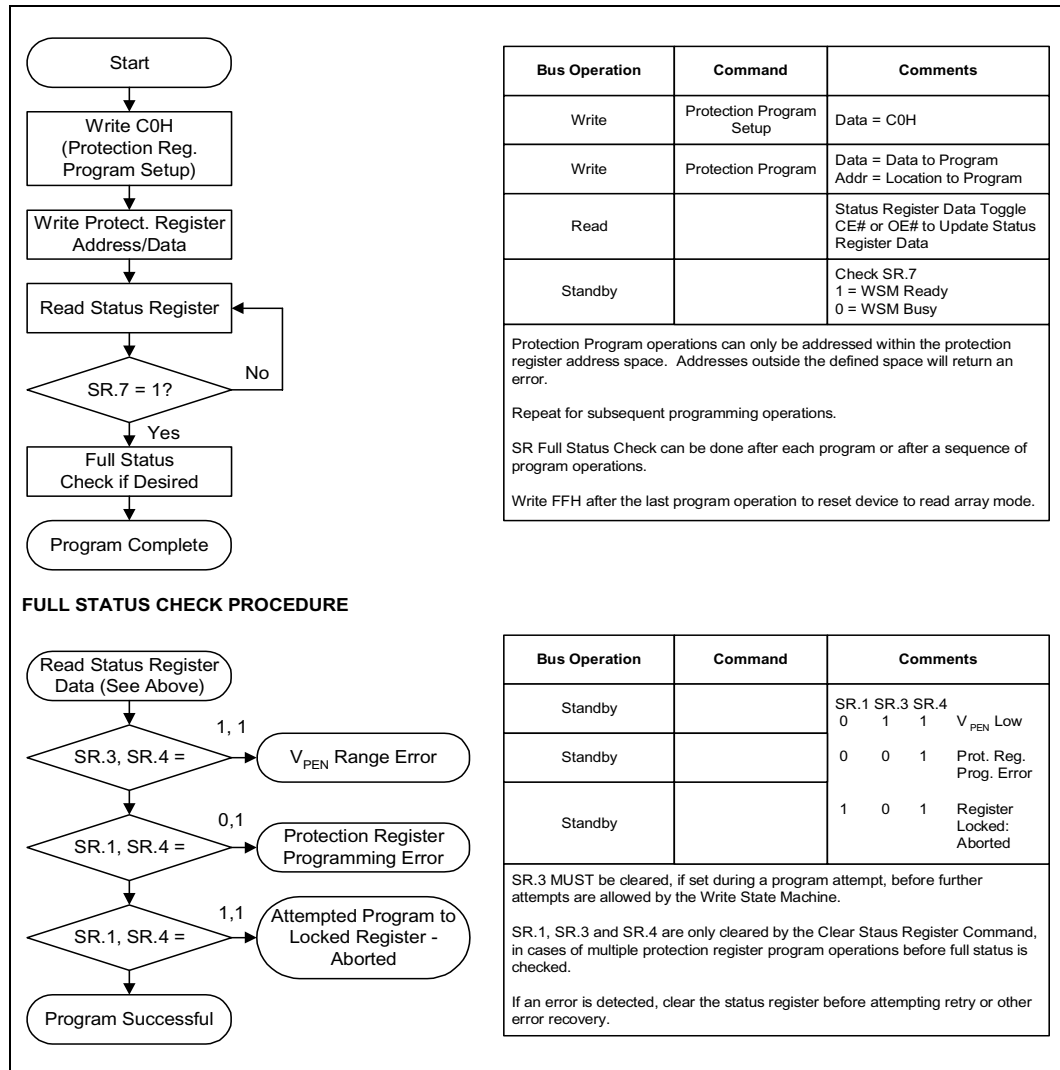 Start
Write C0H
(Protection Reg.
Program Setup)
Write Protect. Register
Address/Data
Read Status Register
No
SR.7 = 1?
Yes
Full Status
Check if Desired
Program Complete
Bus Operation Command Comments
Write Protection Program Setup Data = C0H
Write Protection Program Data = Data to Program
Addr = Location to Program
Read Status Register Data Toggle
CE# or OE# to Update Status
Register Data
Standby Check SR.7
1 = WSM Ready
0 = WSM Busy
Protection Program operations can only be addressed within the protection
register address space. Addresses outside the defined space will return an
error.
Repeat for subsequent programming operations.
SR Full Status Check can be done after each program or after a sequence of
program operations.
Write FFH after the last program operation to reset device to read array mode.
FULL STATUS CHECK PROCEDURE
Read Status Register
Data (See Above)
1, 1
SR.3, SR.4 =
VPEN Range Error
0,1
SR.1, SR.4 =
Protection Register
Programming Error
1,1
SR.1, SR.4 =
Attempted Program to
Locked Register -
Aborted
Program Successful
Bus Operation Command Comments
Standby SR.1 SR.3 SR.4
0 1 1 VPEN Low
Standby 0 0 1 Prot. Reg.
Prog. Error
Standby 1 0 1 Register
Locked:
Aborted
SR.3 MUST be cleared, if set during a program attempt, before further
attempts are allowed by the Write State Machine.
SR.1, SR.3 and SR.4 are only cleared by the Clear Staus Register Command,
in cases of multiple protection register program operations before full status is
checked.
If an error is detected, clear the status register before attempting retry or other
error recovery.